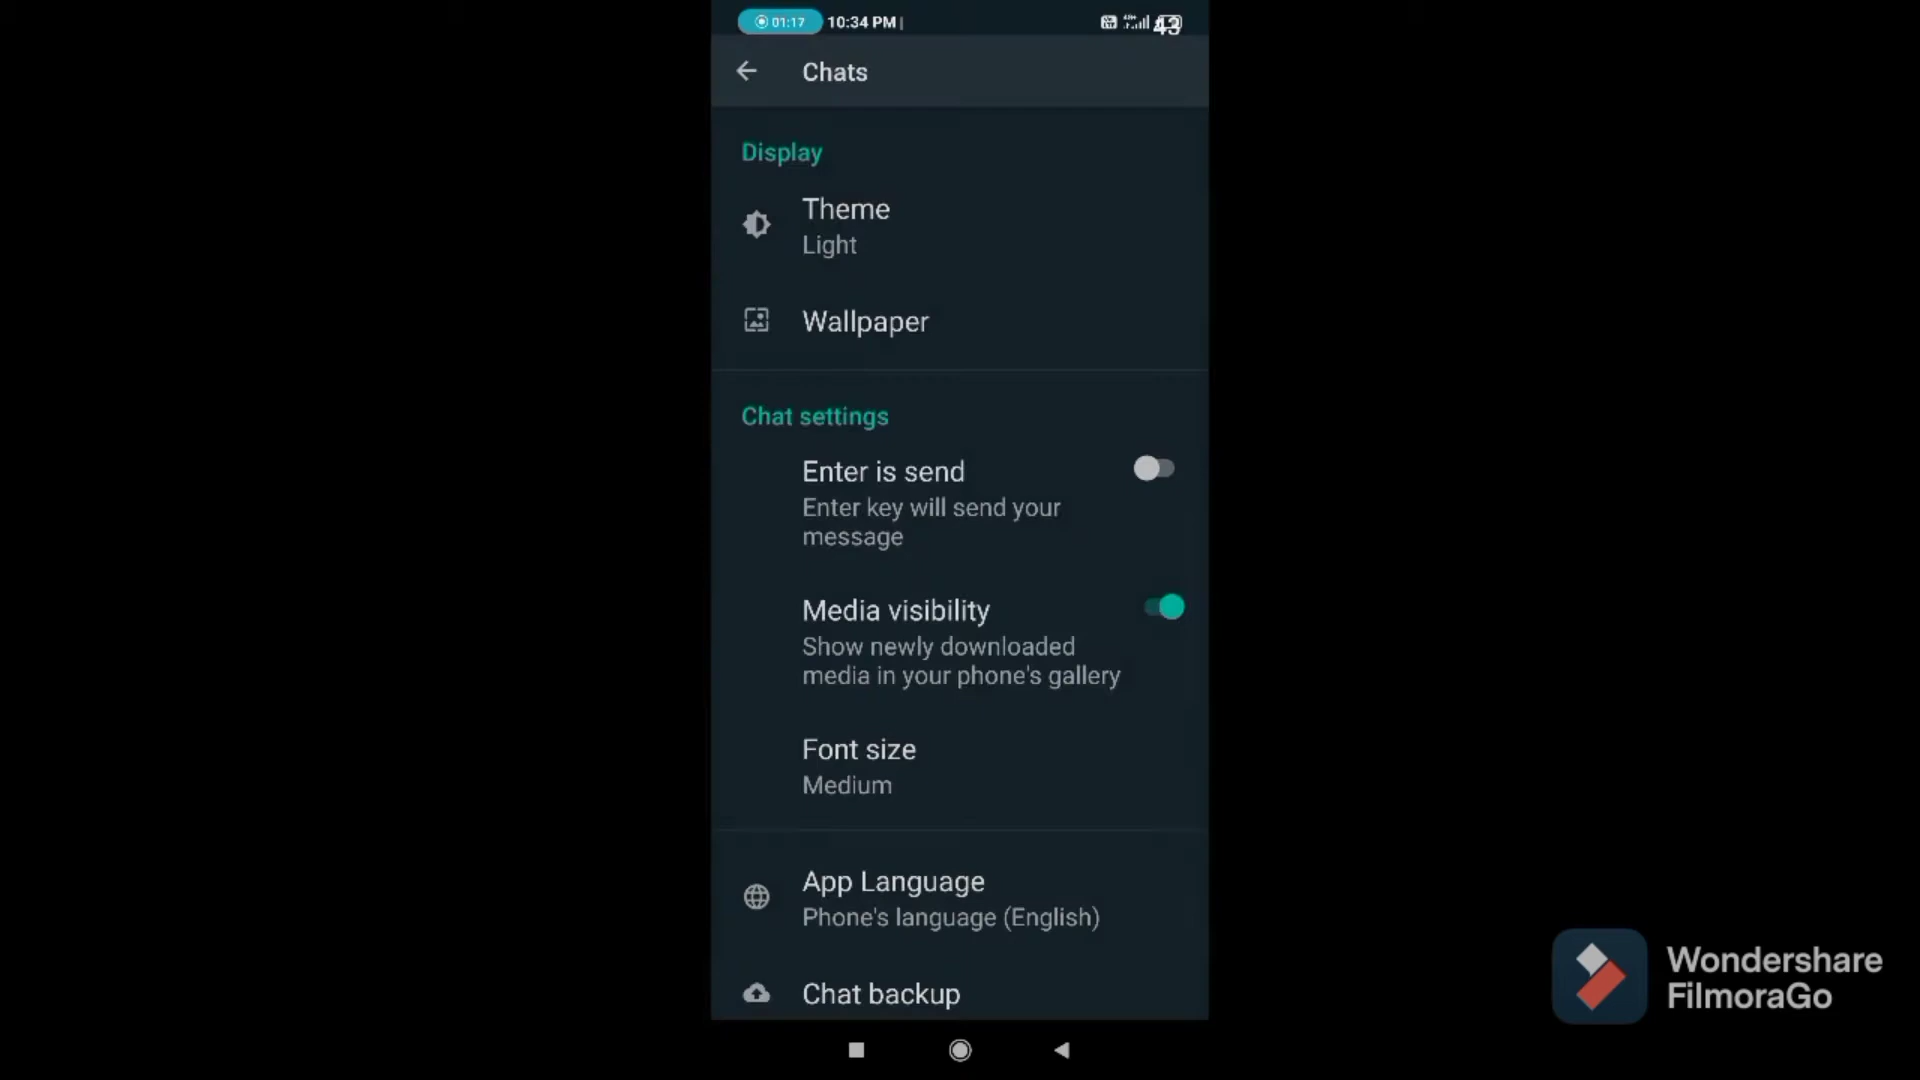 01:17 10:34 PM 43
Chats
Display
Theme
Light
Wallpaper
Chat settings
Enter is send
Enter key will send your
message
Media visibility
Show newly downloaded
media in your phone's gallery
Font size
Medium
App Language
Phone's language (English)
Chat backup
Wondershare
FilmoraGo